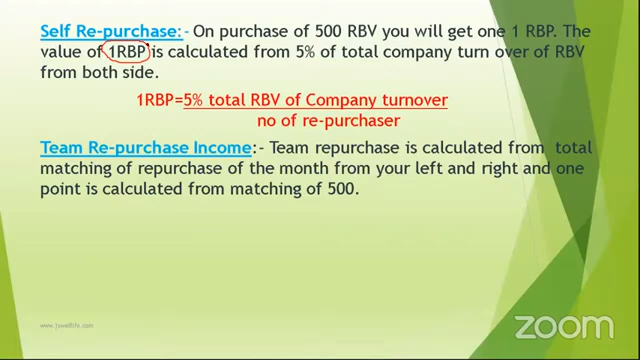 Self Re-purchase:- On purchase of 500 RBV you will get one 1 RBP. The
value of 1RBP is calculated from 5% of total company turn over of RBV
from both side.
1RBP=5% total RBV of Company turnover
no of re-purchaser
Team Re-purchase Income:- Team repurchase is calculated from total
matching of repurchase of the month from your left and right and one
point is calculated from matching of 500.
zoom